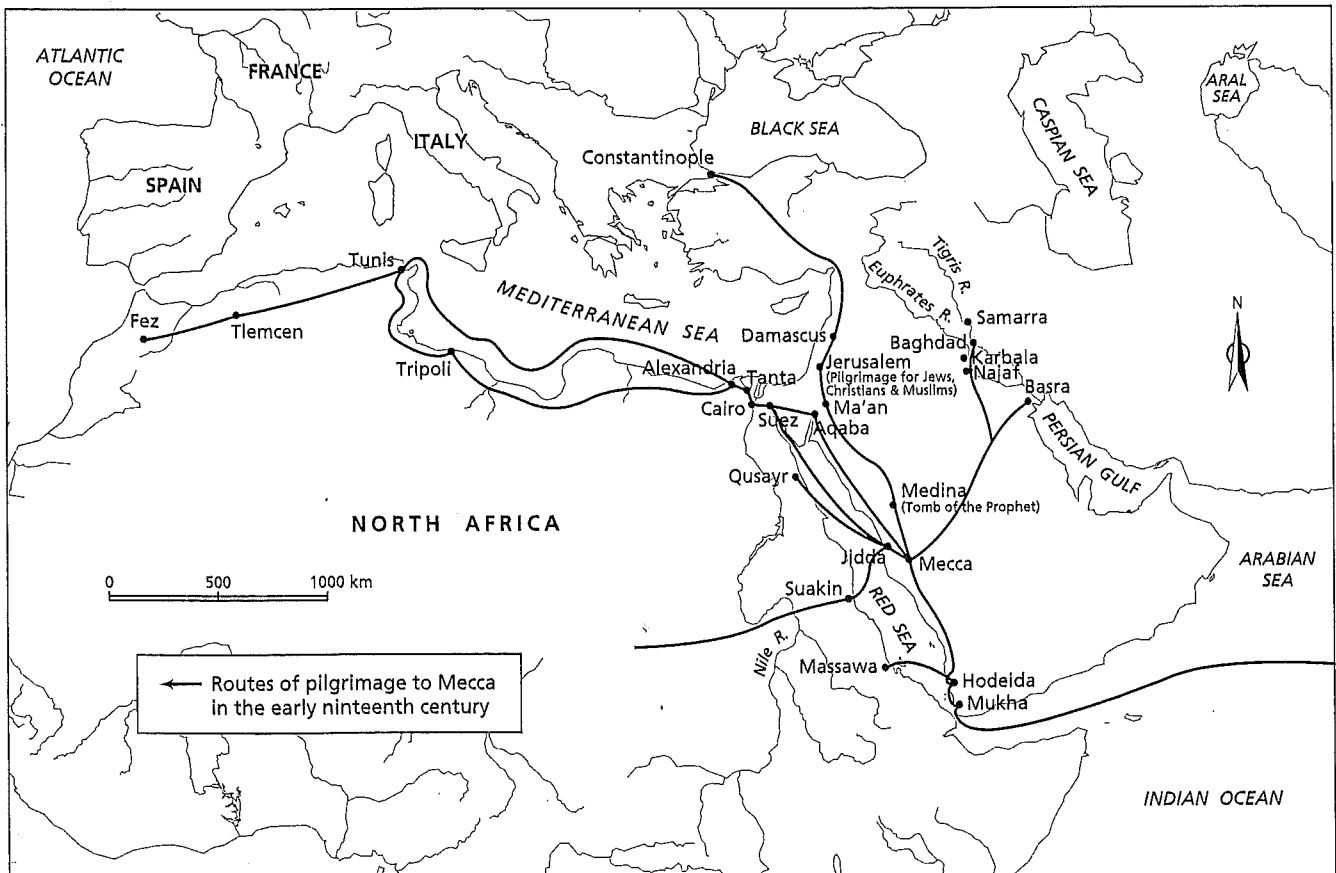 ATLANTIC
OCEAN
FRANCE
ITALY
SPAIN
BLACK SEA
CASPIAN SEA
ARAL
SEA
Constantinople
Tunis
Fez
Tlemcen
Tripoli
MEDITERRANEAN SEA
Alexandria
Tanta
Cairo
Suez
Aqaba
Damascus
Jerusalem
(Pilgrimage for Jews,
Christians & Muslims)
Ma'an
Tigris R.
Euphrates R.
Samarra
Baghdad
Karbala
Najaf
Basra
PERSIAN GULF
N
Qusayr
Medina
(Tomb of the Prophet)
NORTH AFRICA
Jidda
Mecca
ARABIAN
SEA
0 500 1000 km
Suakin
RED SEA
Nile R.
Massawa
Hodeida
Mukha
Routes of pilgrimage to Mecca
in the early ninteenth century
INDIAN OCEAN